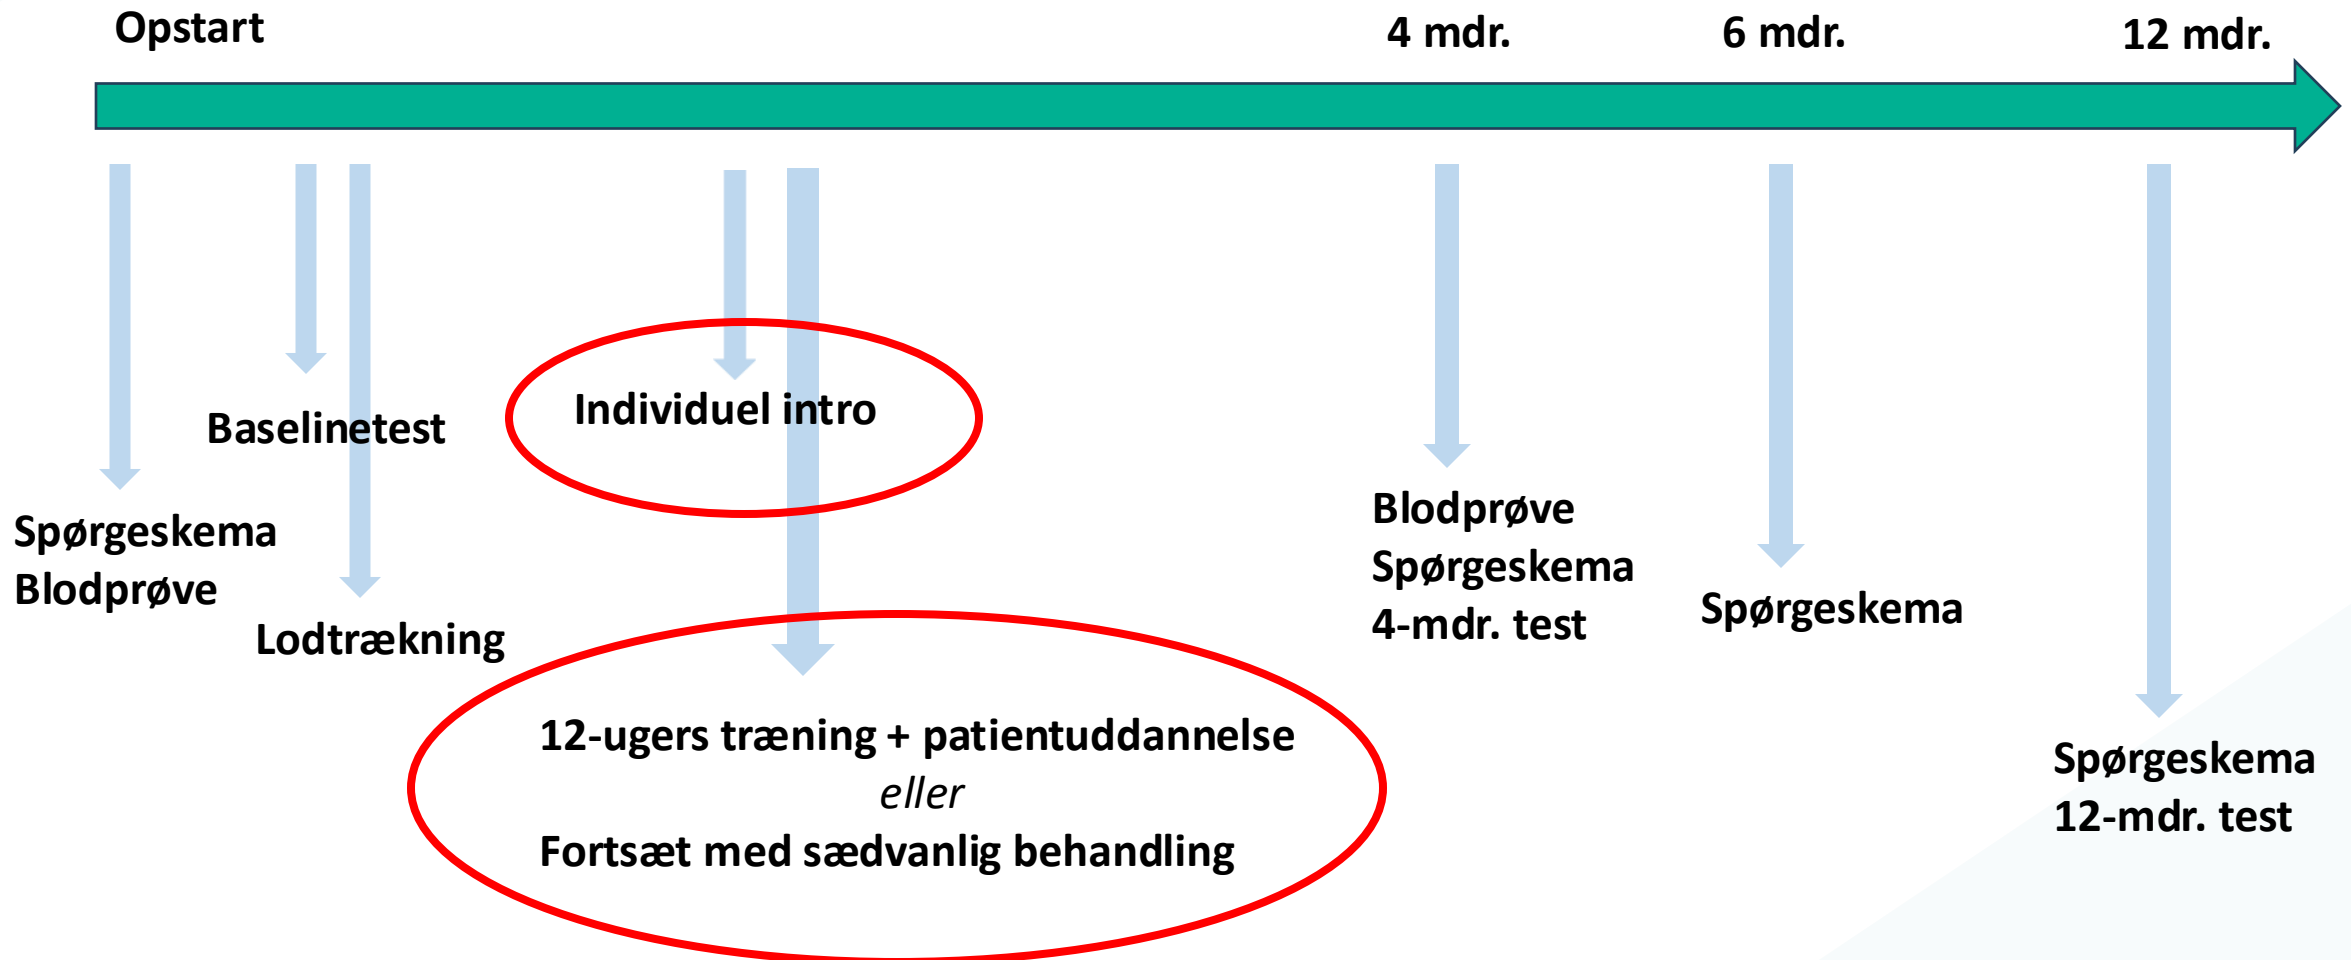 Opstart
4 mdr.
6 mdr.
12 mdr.
Spørgeskema
Blodprøve
Baselinetest
Lodtrækning
Individuel intro
12-ugers træning + patientuddannelse
eller
Fortsæt med sædvanlig behandling
Blodprøve
Spørgeskema
4-mdr. test
Spørgeskema
Spørgeskema
12-mdr. test